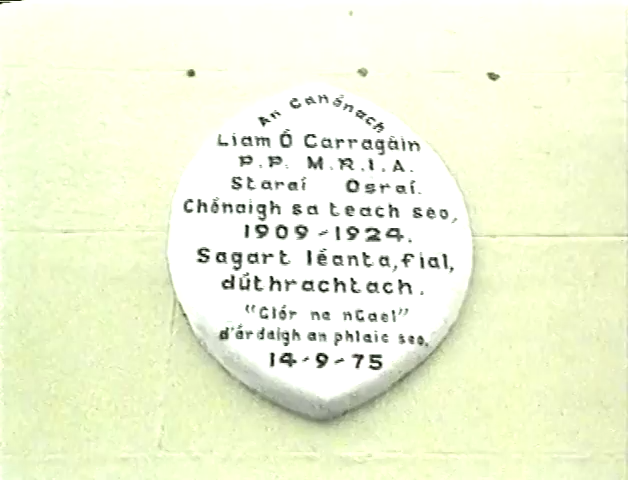 An Canónach
Liam Ó Carragáin
P.P. M.R.I.A.
Staraí Osraí.
Chónaigh sa teach seo,
1909-1924.
Sagart léanta, fial,
dúthrachtach.
"Glór na nGael"
d'árdaigh an phlaic seo.
14-9-75